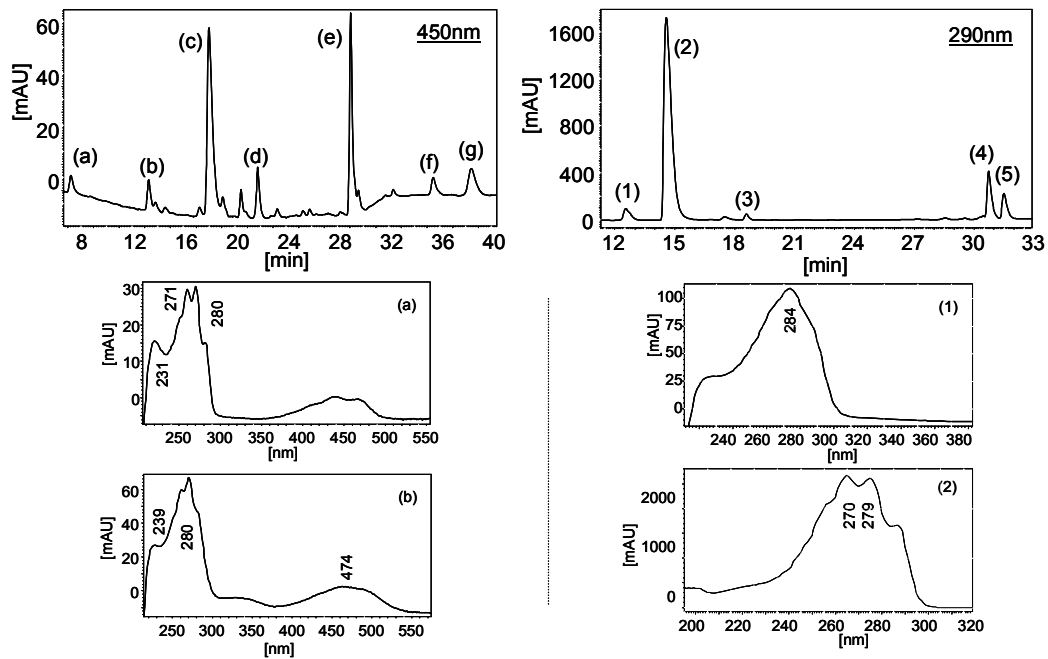 450nm
[mAU]
60
40
20
0
(a)
(b)
(c)
(d)
(e)
(f)
(g)
8 12 16 20 24 28 32 36 40
[min]
290nm
[mAU]
1600
1200
800
400
0
(1)
(2)
(3)
(4)
(5)
12 15 18 21 24 27 30 33
[min]
(a)
[mAU]
30
20
10
0
231
271
280
250 300 350 400 450 500 550
[nm]
(1)
[mAU]
100
75
50
25
0
284
240 260 280 300 320 340 360 380
[nm]
(b)
[mAU]
60
40
20
0
239
280
474
250 300 350 400 450 500 550
[nm]
(2)
[mAU]
2000
1000
0
270
279
200 220 240 260 280 300 320
[nm]